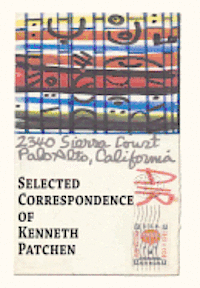 2340 Sierra Court
Palo Alto, California
AIR
SELECTED
CORRESPONDENCE
OF
KENNETH
PATCHEN